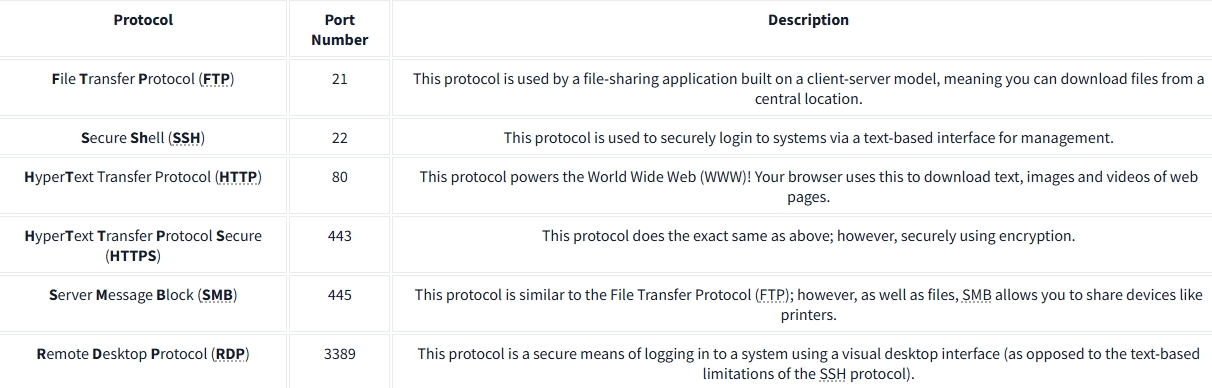 Protocol
Port
Number
Description
File Transfer Protocol (FTP)
21
This protocol is used by a file-sharing application built on a client-server model, meaning you can download files from a
central location.
Secure Shell (SSH)
22
This protocol is used to securely login to systems via a text-based interface for management.
HyperText Transfer Protocol (HTTP)
80
This protocol powers the World Wide Web (WWW)! Your browser uses this to download text, images and videos of web
pages.
HyperText Transfer Protocol Secure
(HTTPS)
443
This protocol does the exact same as above; however, securely using encryption.
Server Message Block (SMB)
445
This protocol is similar to the File Transfer Protocol (FTP); however, as well as files, SMB allows you to share devices like
printers.
Remote Desktop Protocol (RDP)
3389
This protocol is a secure means of logging in to a system using a visual desktop interface (as opposed to the text-based
limitations of the SSH protocol).